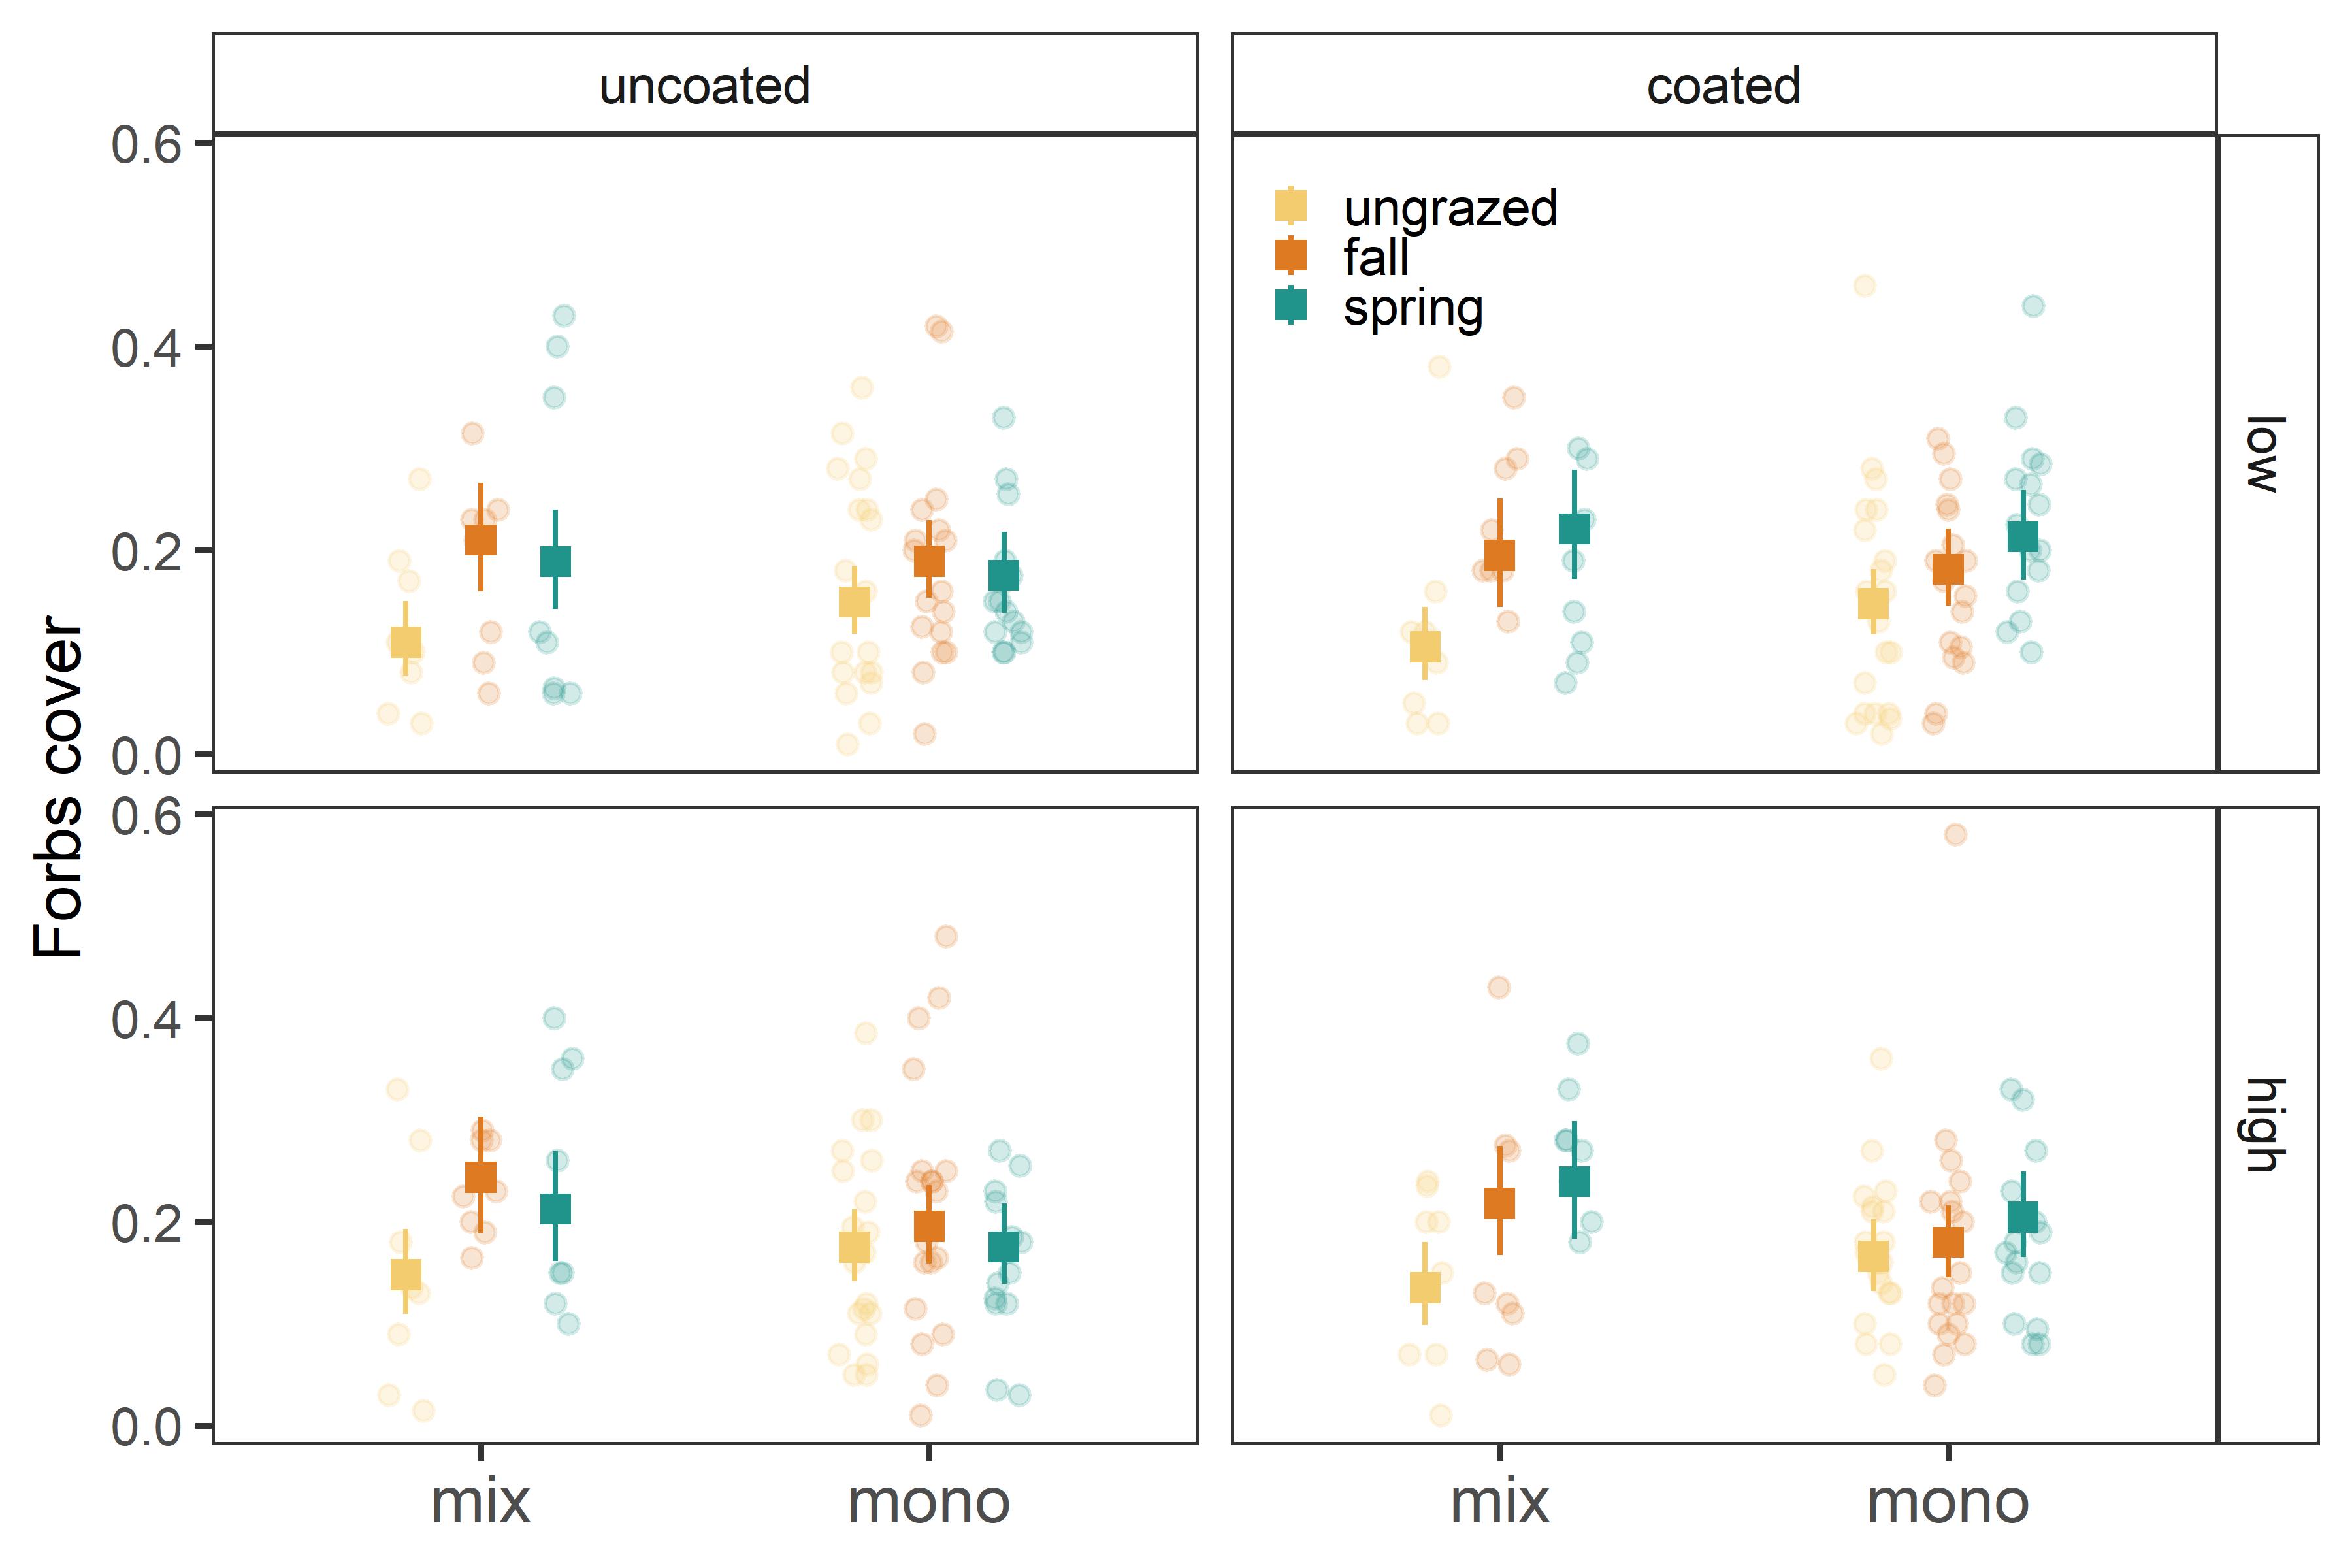 uncoated
coated
0.6
0.4
0.2
0.0
ungrazed
fall
spring
low
Forbs cover
0.6
0.4
0.2
0.0
high
mix
mono
mix
mono